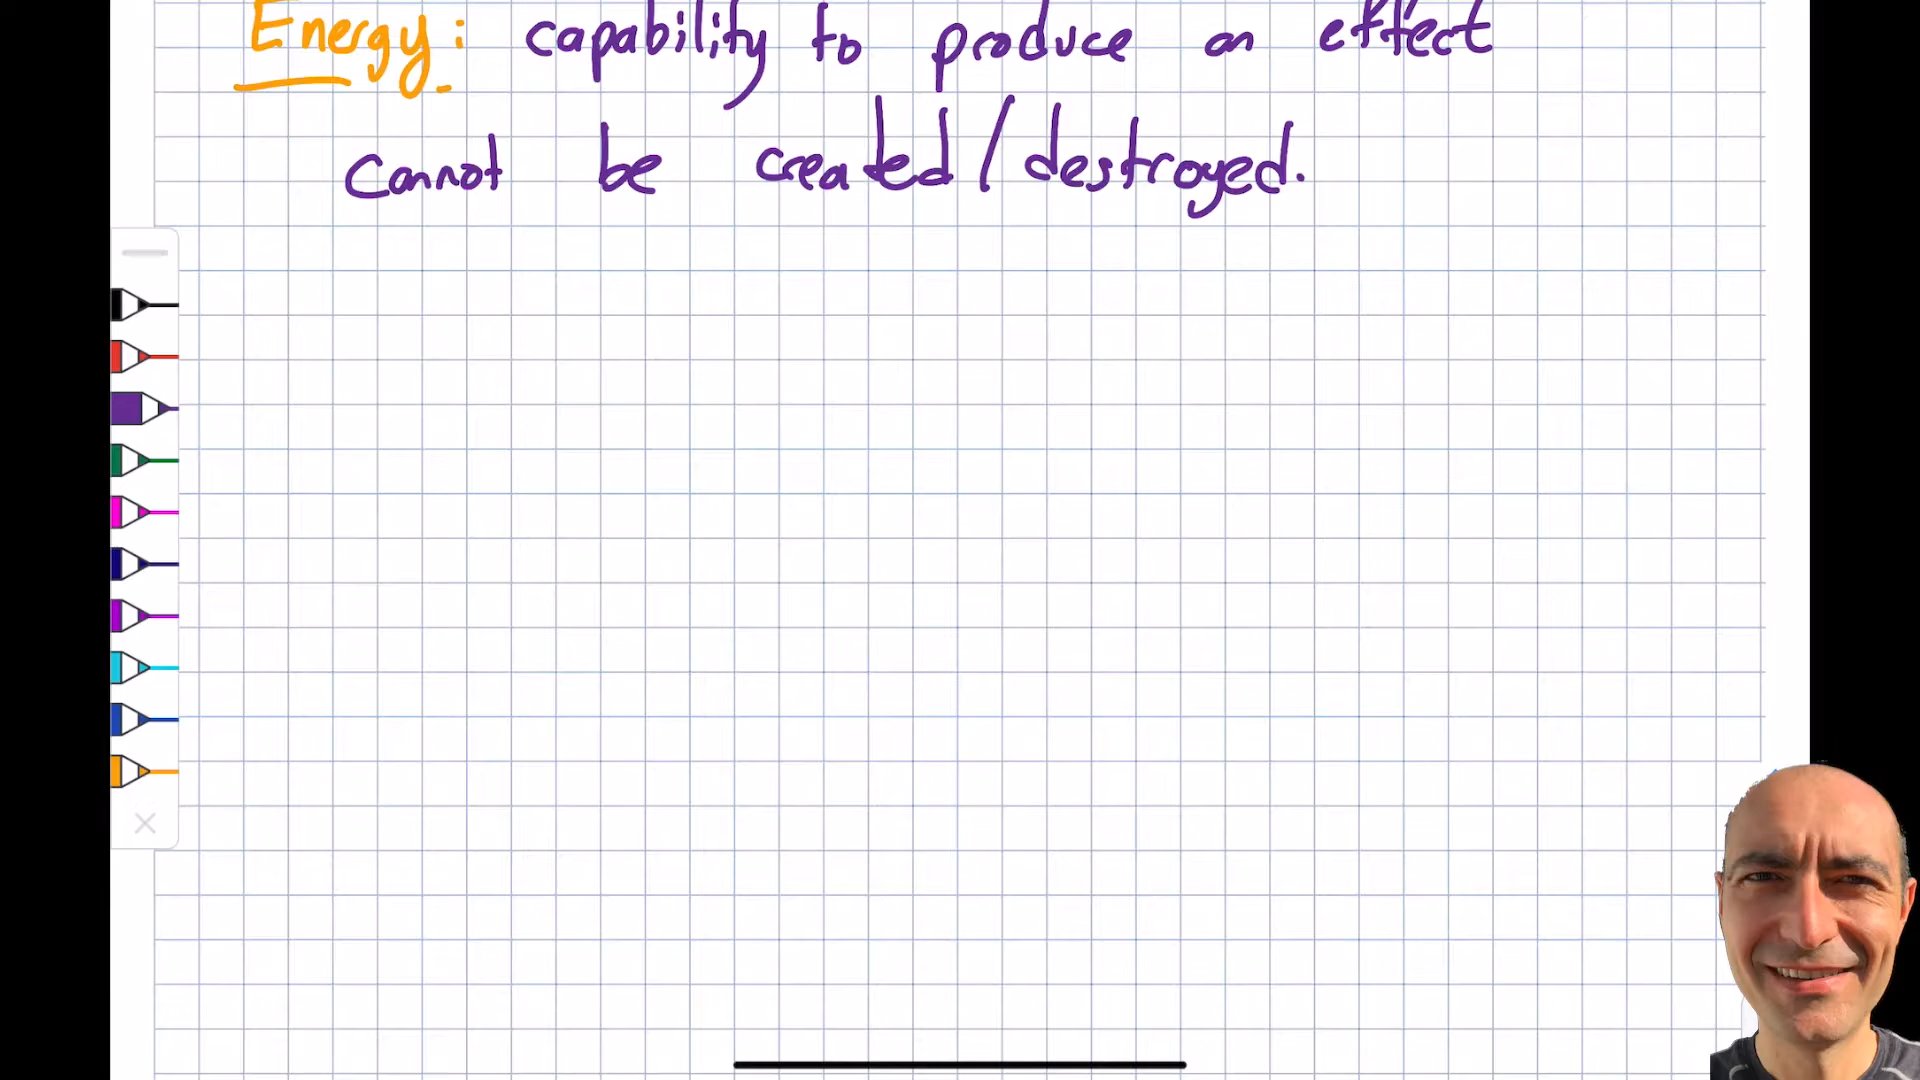 Energy: capability to produce an effect
cannot be created/destroyed.